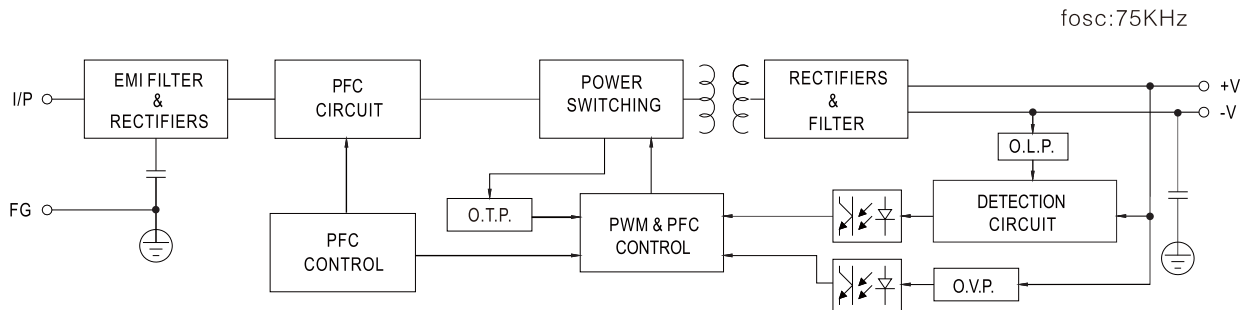 fosc:75KHz
I/P
EMI FILTER
&
RECTIFIERS
PFC
CIRCUIT
POWER
SWITCHING
RECTIFIERS
&
FILTER
+V
-V
O.L.P.
FG
O.T.P.
PFC
CONTROL
PWM & PFC
CONTROL
DETECTION
CIRCUIT
O.V.P.